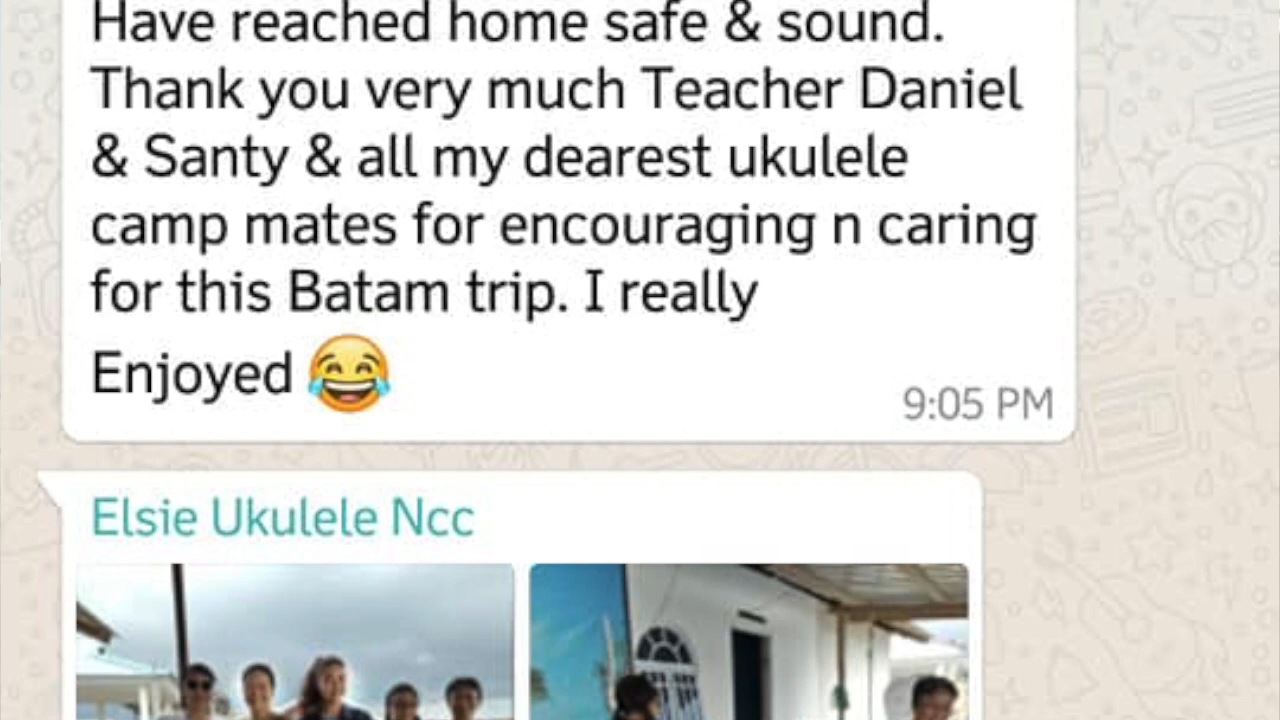 Have reached home safe & sound.
Thank you very much Teacher Daniel
& Santy & all my dearest ukulele
camp mates for encouraging n caring
for this Batam trip. I really
Enjoyed 😂
9:05 PM
Elsie Ukulele Ncc